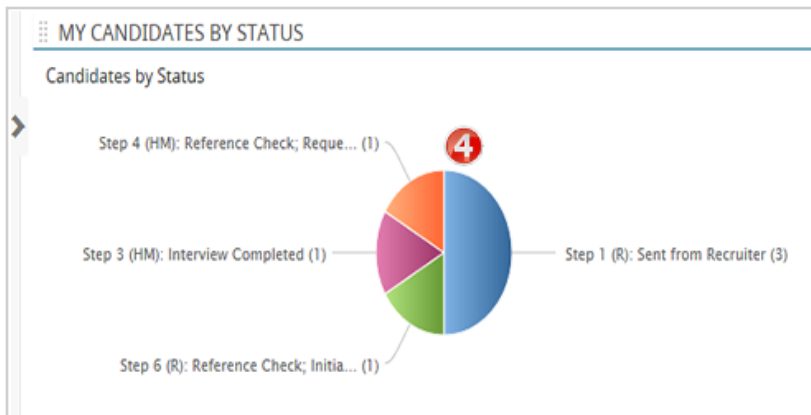 MY CANDIDATES BY STATUS
Candidates by Status
4
Step 4 (HM): Reference Check; Reque... (1)
Step 3 (HM): Interview Completed (1)
Step 1 (R): Sent from Recruiter (3)
Step 6 (R): Reference Check; Initia... (1)